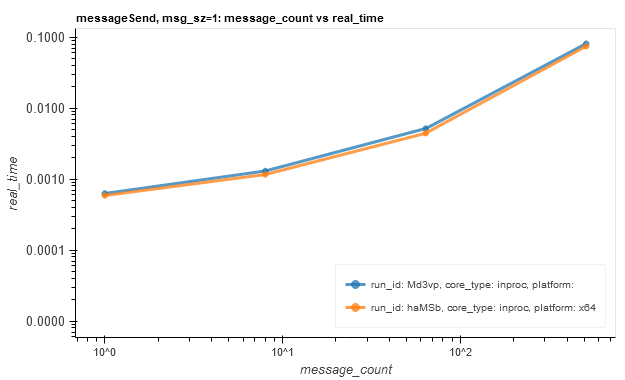 messageSend, msg_sz=1: message_count vs real_time
0.1000
0.0100
0.0010
0.0001
0.0000
real_time
run_id: Md3vp, core_type: inproc, platform:
run_id: haMSb, core_type: inproc, platform: x64
10^0
10^1
10^2
message_count